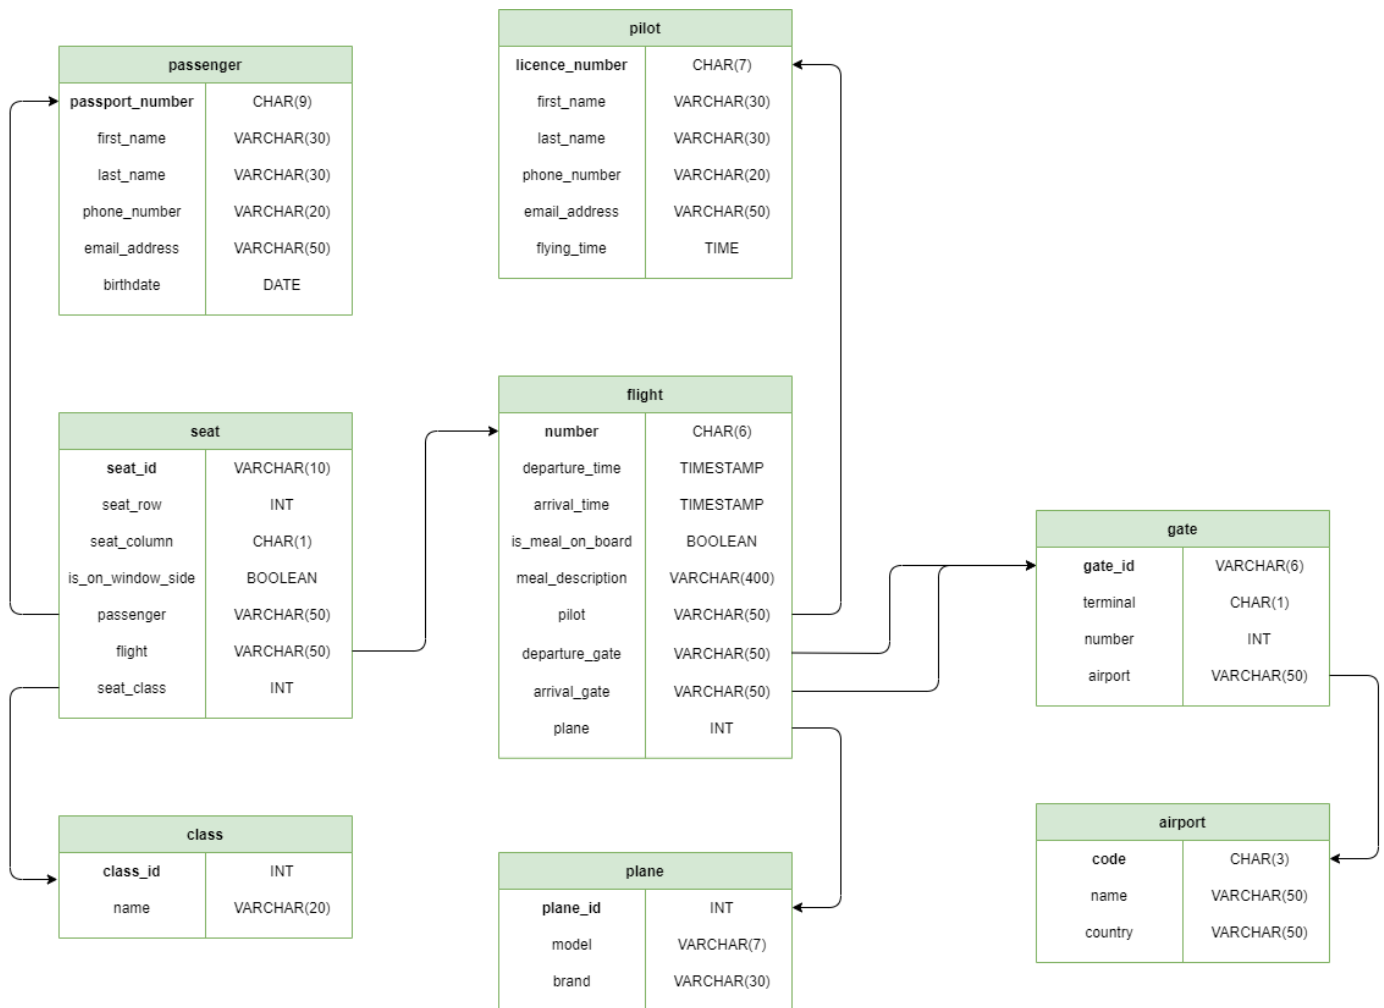 passenger
passport_number CHAR(9)
first_name VARCHAR(30)
last_name VARCHAR(30)
phone_number VARCHAR(20)
email_address VARCHAR(50)
birthdate DATE
pilot
licence_number CHAR(7)
first_name VARCHAR(30)
last_name VARCHAR(30)
phone_number VARCHAR(20)
email_address VARCHAR(50)
flying_time TIME
seat
seat_id VARCHAR(10)
seat_row INT
seat_column CHAR(1)
is_on_window_side BOOLEAN
passenger VARCHAR(50)
flight VARCHAR(50)
seat_class INT
flight
number CHAR(6)
departure_time TIMESTAMP
arrival_time TIMESTAMP
is_meal_on_board BOOLEAN
meal_description VARCHAR(400)
pilot VARCHAR(50)
departure_gate VARCHAR(50)
arrival_gate VARCHAR(50)
plane INT
gate
gate_id VARCHAR(6)
terminal CHAR(1)
number INT
airport VARCHAR(50)
class
class_id INT
name VARCHAR(20)
plane
plane_id INT
model VARCHAR(7)
brand VARCHAR(30)
airport
code CHAR(3)
name VARCHAR(50)
country VARCHAR(50)